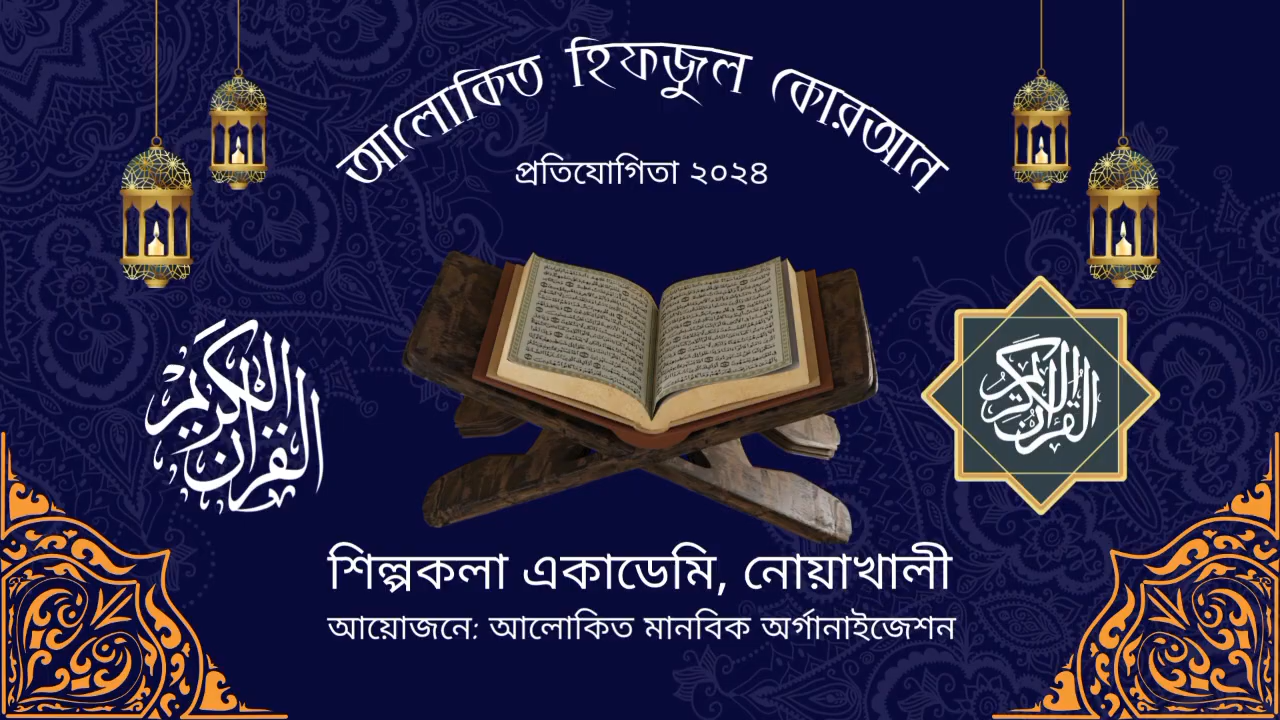 আলোকিত হিফজুল কোরআন
প্রতিযোগিতা ২০২৪
القرآن الكريم
القرآن الكريم
শিল্পকলা একাডেমি, নোয়াখালী
আয়োজনে: আলোকিত মানবিক অর্গানাইজেশন